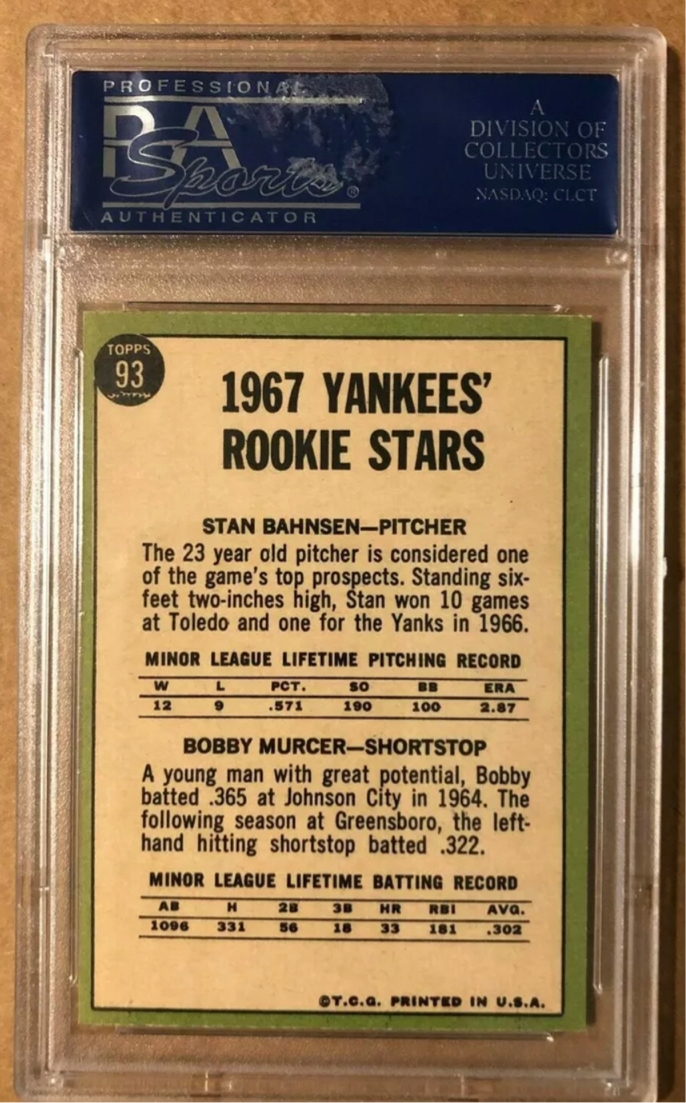 PROFESSIONAL
PSA
Sports®
AUTHENTICATOR
A
DIVISION OF
COLLECTORS
UNIVERSE
NASDAQ: CLCT
TOPPS
93
1967 YANKEES'
ROOKIE STARS
STAN BAHNSEN—PITCHER
The 23 year old pitcher is considered one
of the game's top prospects. Standing six-
feet two-inches high, Stan won 10 games
at Toledo and one for the Yanks in 1966.
MINOR LEAGUE LIFETIME PITCHING RECORD
W L PCT. SO BB ERA
12 9 .571 190 100 2.87
BOBBY MURCER—SHORTSTOP
A young man with great potential, Bobby
batted .365 at Johnson City in 1964. The
following season at Greensboro, the left-
hand hitting shortstop batted .322.
MINOR LEAGUE LIFETIME BATTING RECORD
AB H 2B 3B HR RBI AVG.
1096 331 56 18 33 181 .302
©T.C.G. PRINTED IN U.S.A.